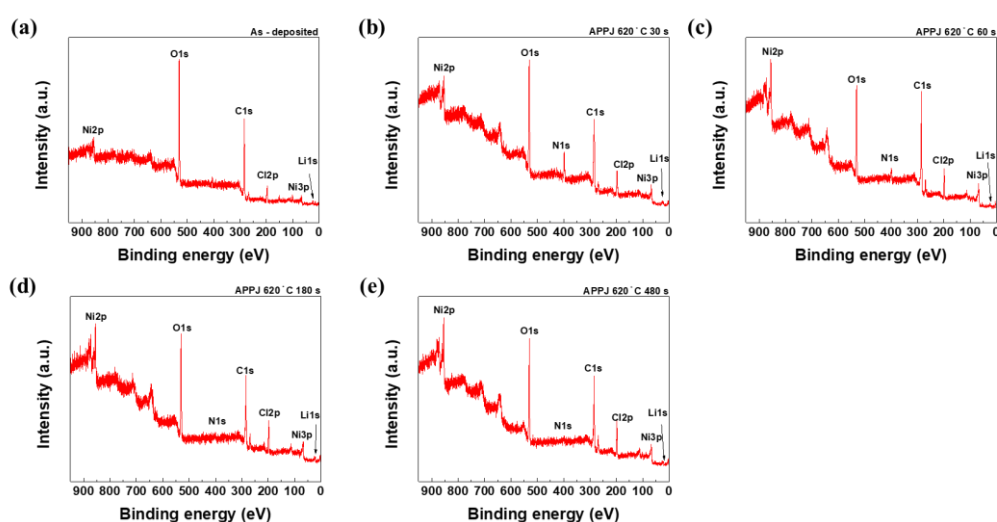 (a)
As - deposited
O1s
C1s
Ni2p
Cl2p
Li1s
Ni3p
Intensity (a.u.)
900 800 700 600 500 400 300 200 100 0
Binding energy (eV)
(b)
APPJ 620°C 30 s
O1s
Ni2p
C1s
N1s
Cl2p
Li1s
Ni3p
Intensity (a.u.)
900 800 700 600 500 400 300 200 100 0
Binding energy (eV)
(c)
APPJ 620°C 60 s
Ni2p
O1s
C1s
N1s
Cl2p
Li1s
Ni3p
Intensity (a.u.)
900 800 700 600 500 400 300 200 100 0
Binding energy (eV)
(d)
APPJ 620°C 180 s
Ni2p
O1s
C1s
Cl2p
Li1s
N1s
Ni3p
Intensity (a.u.)
900 800 700 600 500 400 300 200 100 0
Binding energy (eV)
(e)
APPJ 620°C 480 s
Ni2p
O1s
C1s
Cl2p
Li1s
N1s
Ni3p
Intensity (a.u.)
900 800 700 600 500 400 300 200 100 0
Binding energy (eV)